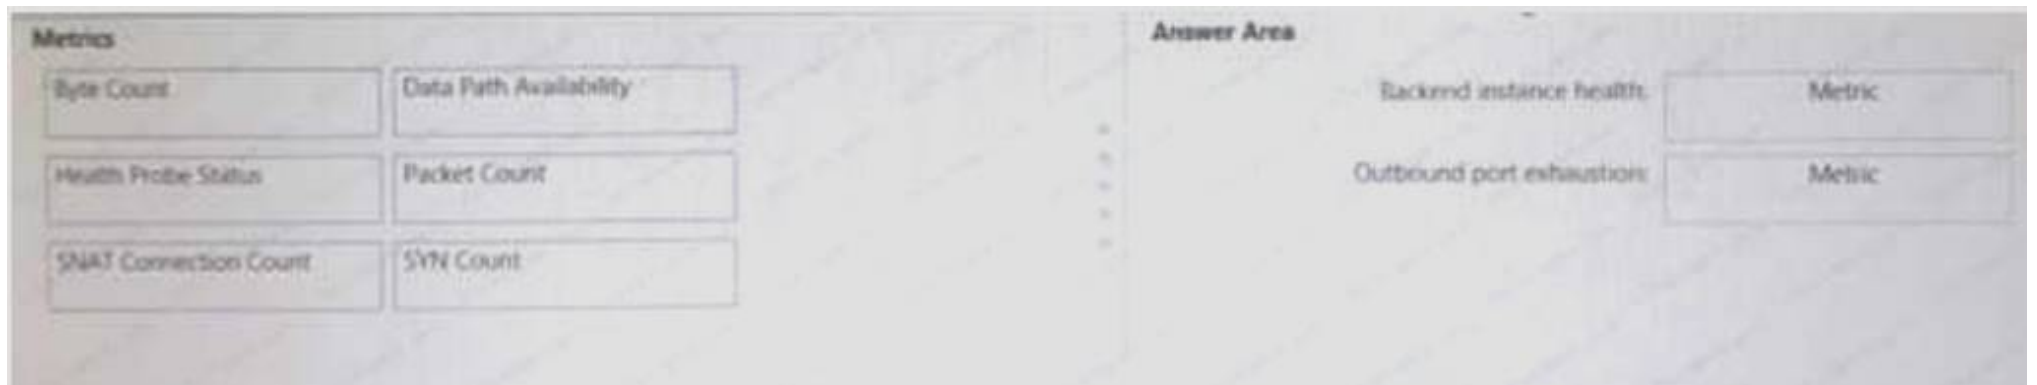 Metrics
Byte Count
Data Path Availability
Health Probe Status
Packet Count
SNAT Connection Count
SYN Count
Answer Area
Backend instance health:
Metric
Outbound port exhaustion:
Metric